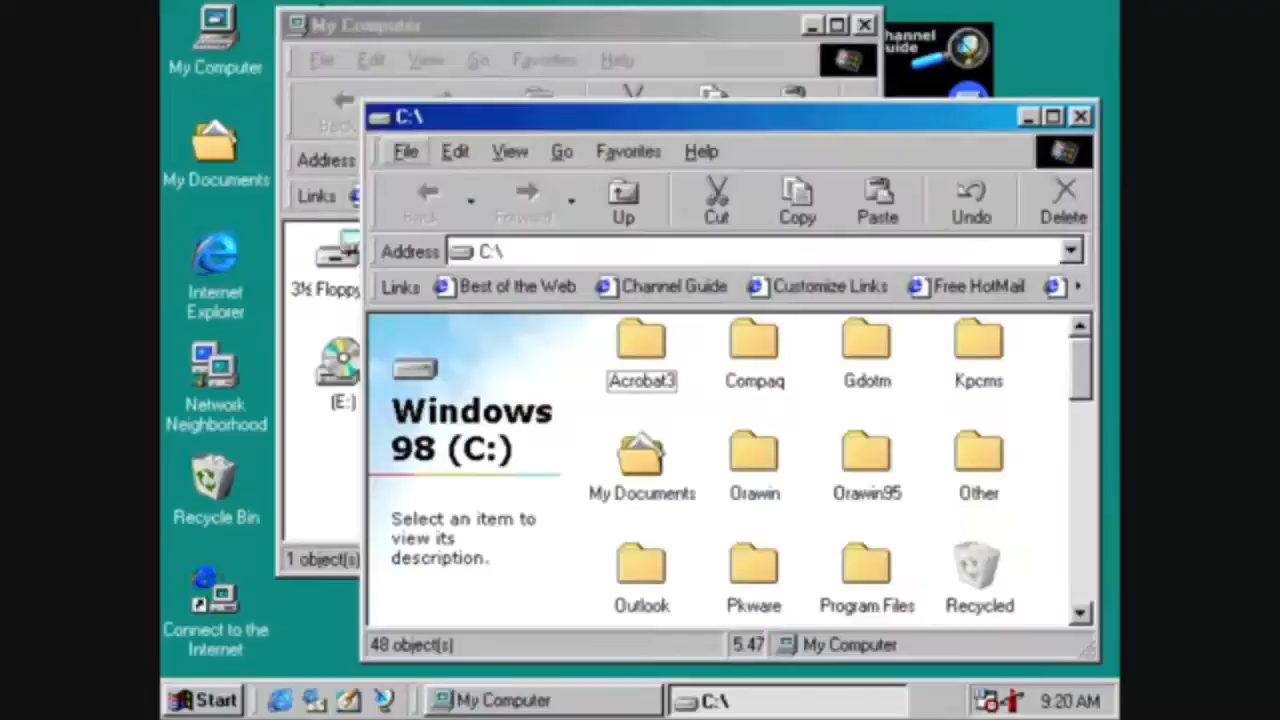 My Computer
My Documents
Internet
Explorer
Network
Neighborhood
Recycle Bin
Connect to the
Internet
My Computer
File Edit View Go Favorites Help
Back
Address
Links
3½ Floppy
(E:)
1 object(s)
hannel
uide
C:\
File Edit View Go Favorites Help
Back Forward Up Cut Copy Paste Undo Delete
Address C:\
Links Best of the Web Channel Guide Customize Links Free HotMail
Windows
98 (C:)
Select an item to
view its
description.
Acrobat3 Compaq Gdotm Kpcms
My Documents Orawin Orawin95 Other
Outlook Pkware Program Files Recycled
48 object(s) 5.47 My Computer
Start My Computer C:\ 9:20 AM